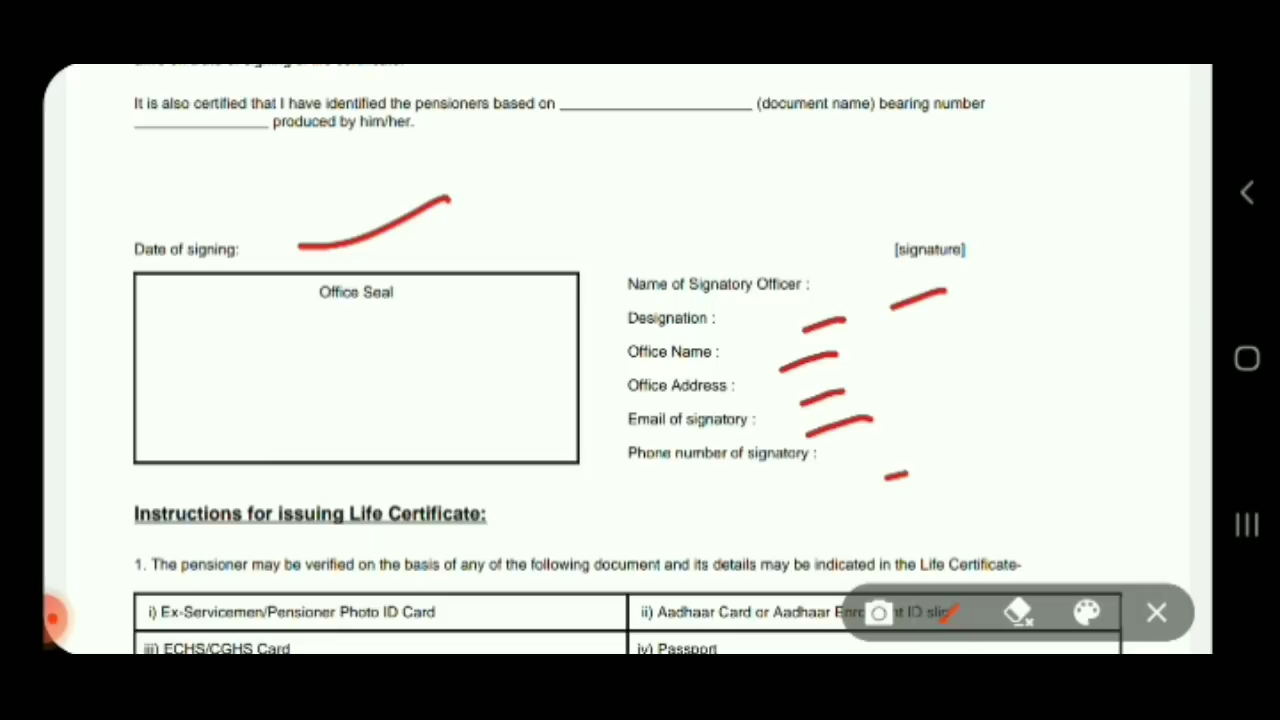 It is also certified that I have identified the pensioners based on ______________________ (document name) bearing number
_______________ produced by him/her.
Date of signing:
[signature]
Office Seal
Name of Signatory Officer :
Designation :
Office Name :
Office Address :
Email of signatory :
Phone number of signatory :
Instructions for issuing Life Certificate:
1. The pensioner may be verified on the basis of any of the following document and its details may be indicated in the Life Certificate-
i) Ex-Servicemen/Pensioner Photo ID Card
ii) Aadhaar Card or Aadhaar ID slip
iii) ECHS/CGHS Card
iv) Passport